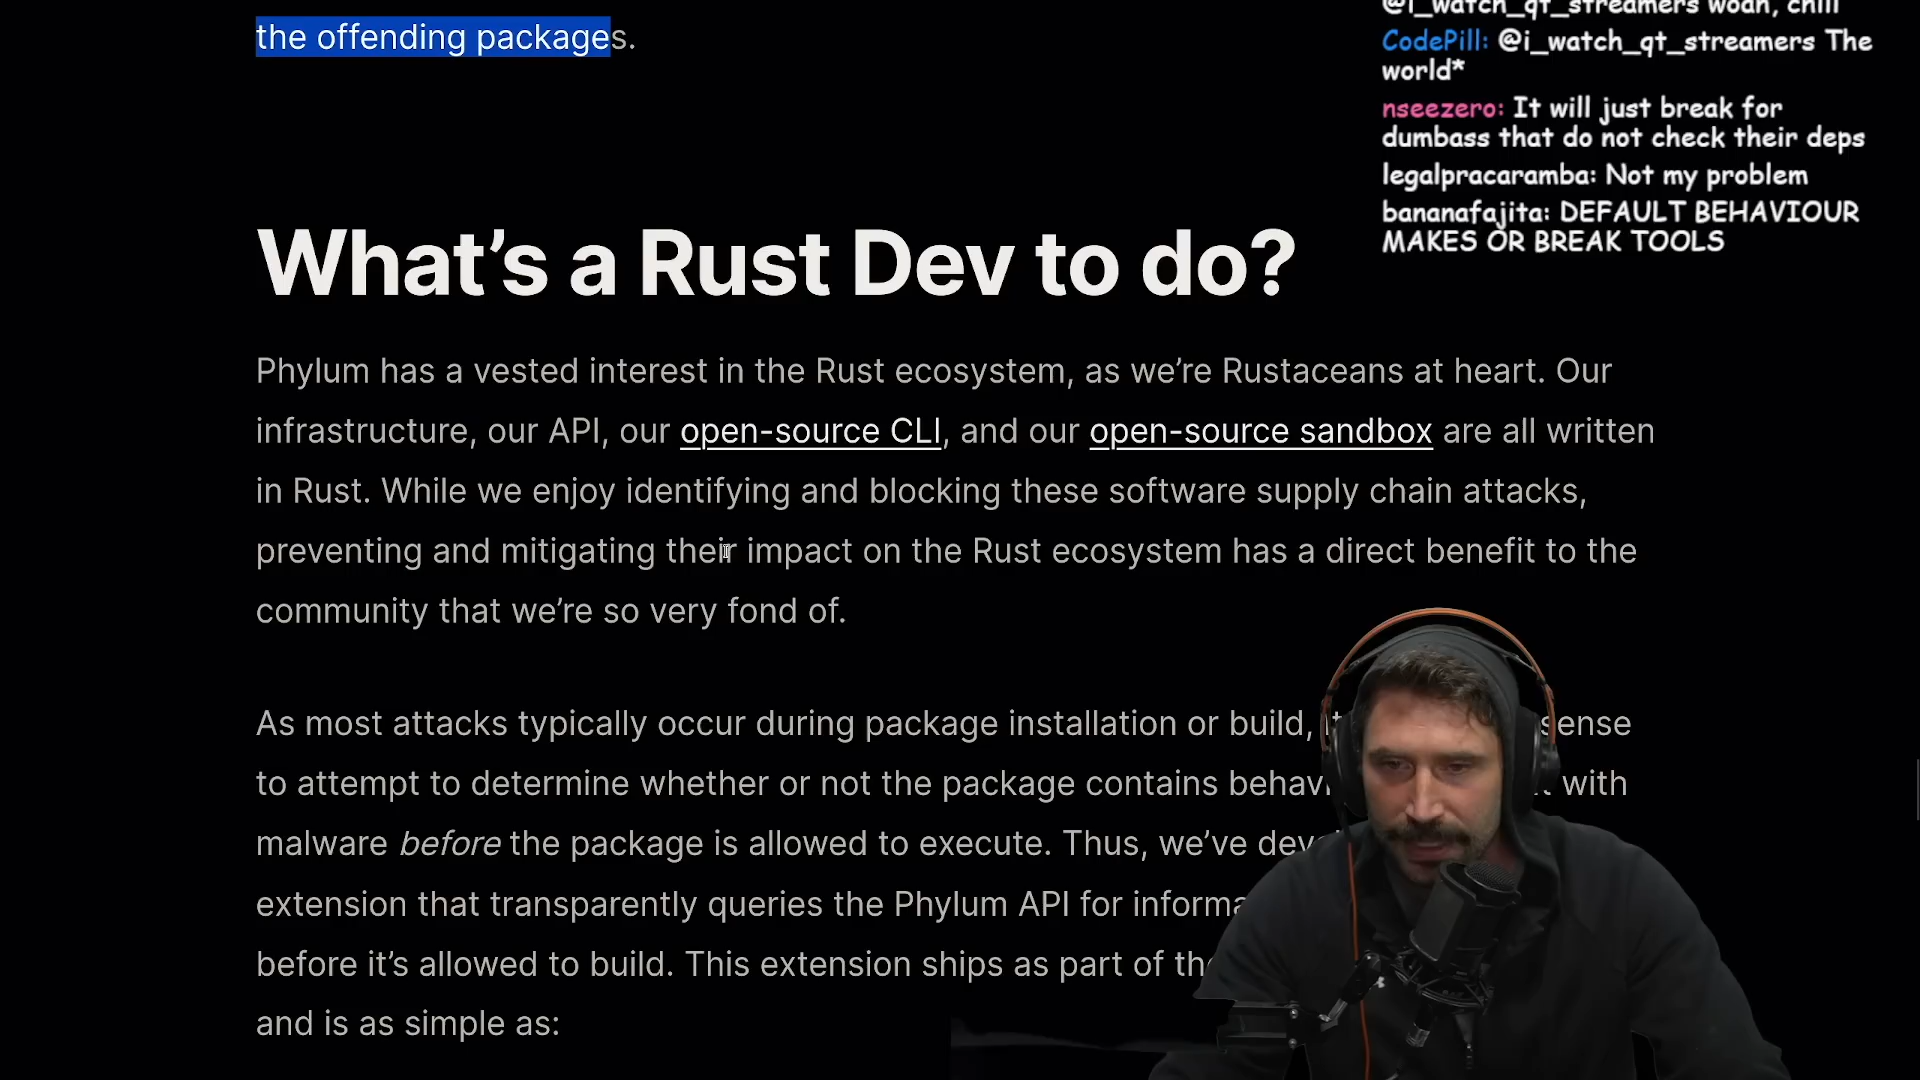 the offending packages.
What’s a Rust Dev to do?
Phylum has a vested interest in the Rust ecosystem, as we’re Rustaceans at heart. Our
infrastructure, our API, our open-source CLI, and our open-source sandbox are all written
in Rust. While we enjoy identifying and blocking these software supply chain attacks,
preventing and mitigating their impact on the Rust ecosystem has a direct benefit to the
community that we’re so very fond of.
As most attacks typically occur during package installation or build, sense
to attempt to determine whether or not the package contains with
malware before the package is allowed to execute. Thus, we’ve
extension that transparently queries the Phylum API for
before it’s allowed to build. This extension ships as part of
and is as simple as:
@i_watch_qt_streamers woah, chill
CodePill: @i_watch_qt_streamers The
world*
nseezero: It will just break for
dumbass that do not check their deps
legalpracaramba: Not my problem
bananafajita: DEFAULT BEHAVIOUR
MAKES OR BREAK TOOLS